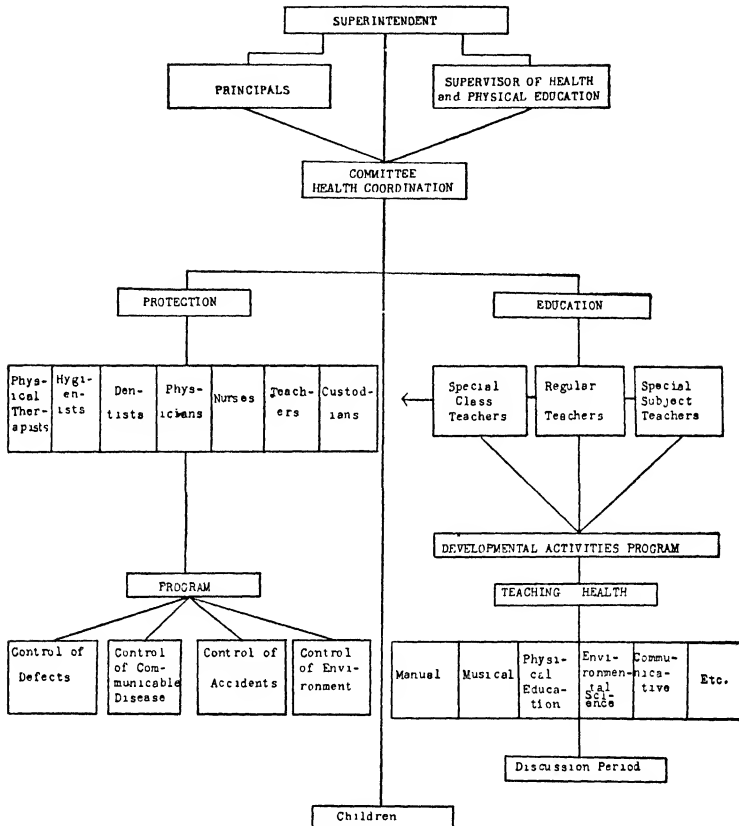 SUPERINTENDENT
PRINCIPALS
SUPERVISOR OF HEALTH
and PHYSICAL EDUCATION
COMMITTEE
HEALTH COORDINATION
PROTECTION
EDUCATION
Phys-
ical
Ther-
apists
Hygi-
en-
ists
Den-
tists
Phys-
icians
Nurses
Teach-
ers
Custod-
ians
Special
Class
Teachers
Regular
Teachers
Special
Subject
Teachers
DEVELOPMENTAL ACTIVITIES PROGRAM
PROGRAM
TEACHING HEALTH
Control of
Defects
Control
of Com-
municable
Disease
Control of
Accidents
Control
of Envi-
ronment
Manual
Musical
Physi-
cal
Educa-
tion
Envi-
ronmen-
tal
Sci-
ence
Commu-
nica-
tive
Etc.
Discussion Period
Children